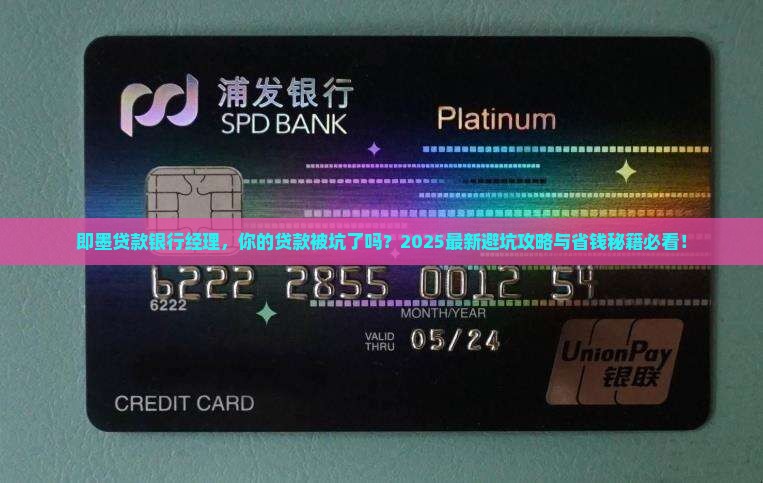 浦发银行
SPD BANK
Platinum
即墨贷款银行经理，你的贷款被坑了吗？2025最新避坑攻略与省钱秘籍必看！
6222 2855 0012 54
6222
MONTH/YEAR
VALID
THRU
05/24
UnionPay
银联
CREDIT CARD